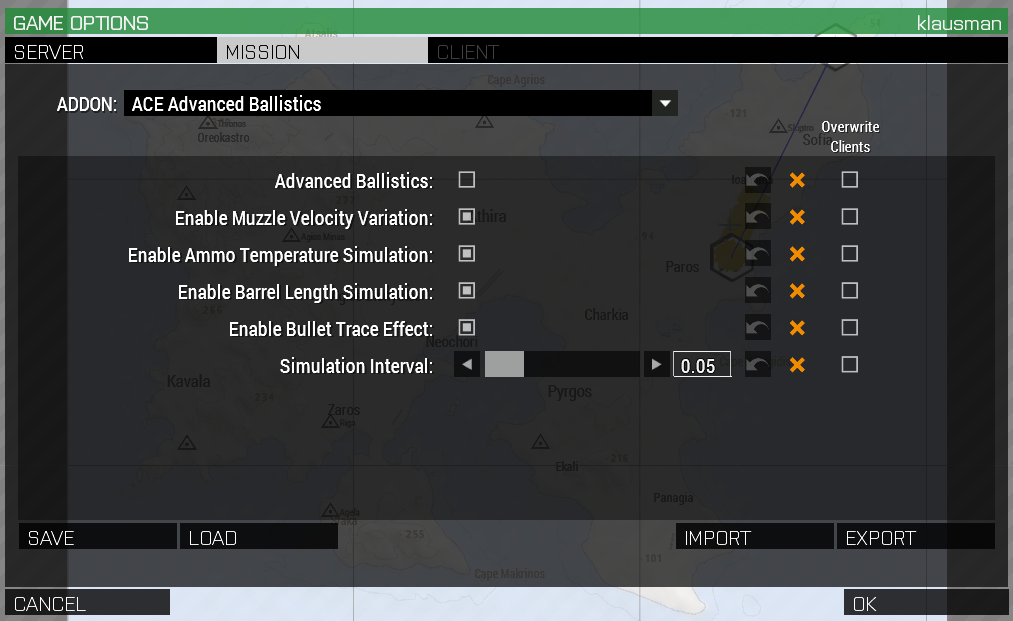 GAME OPTIONS klausman
SERVER MISSION CLIENT
Cape Agrios
ADDON: ACE Advanced Ballistics
Overwrite
Clients
Oreokastro
Sofia
Advanced Ballistics:
Enable Muzzle Velocity Variation:
Enable Ammo Temperature Simulation:
Paros
Enable Barrel Length Simulation:
Charkia
Enable Bullet Trace Effect:
Neochori
Simulation Interval: 0.05
Kavala
Pyrgos
Zaros
Ekali
Panagia
SAVE LOAD IMPORT EXPORT
Cape Makrinos
CANCEL OK